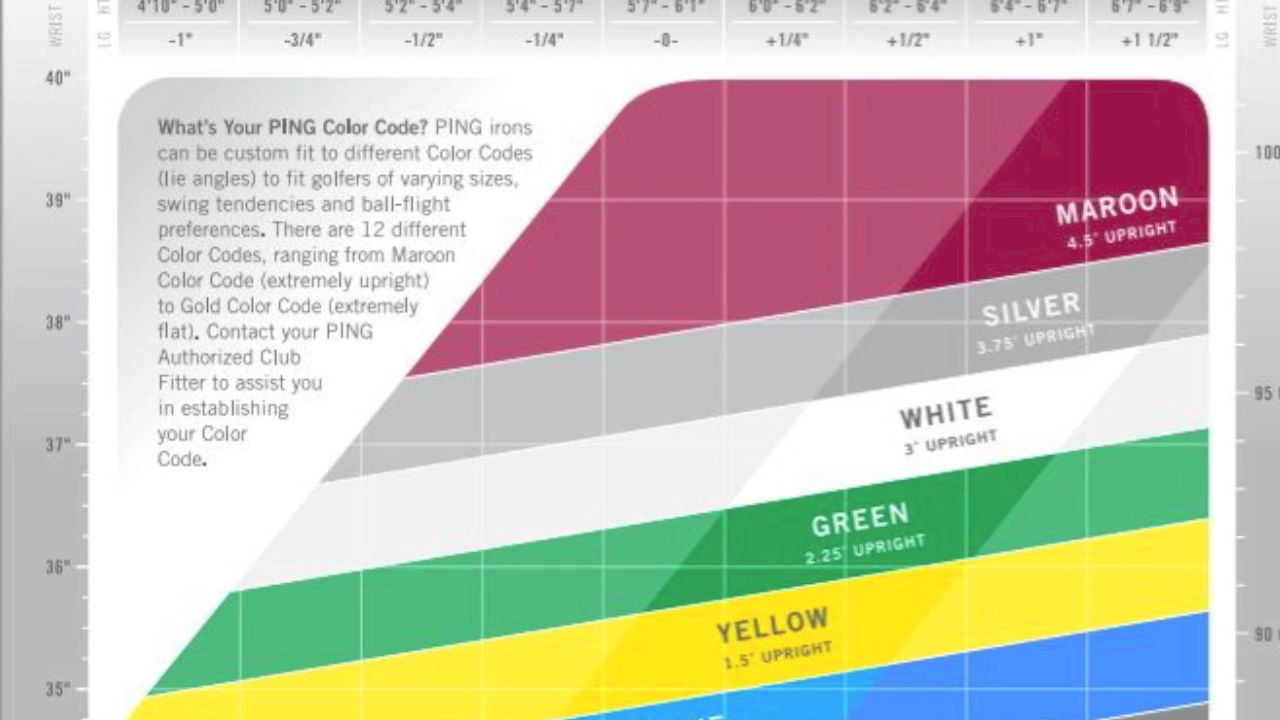 4'10" - 5'0" 5'0" - 5'2" 5'2" - 5'4" 5'4" - 5'7" 5'7" - 6'1" 6'0" - 6'2" 6'2" - 6'4" 6'4" - 6'7" 6'7" - 6'9"
WRIST LG HT LG HT WRIST
-1" -3/4" -1/2" -1/4" -0- +1/4" +1/2" +1" +1 1/2"
40"
What's Your PING Color Code? PING irons
can be custom fit to different Color Codes
(lie angles) to fit golfers of varying sizes,
swing tendencies and ball-flight
preferences. There are 12 different
Color Codes, ranging from Maroon
Color Code (extremely upright)
to Gold Color Code (extremely
flat). Contact your PING
Authorized Club
Fitter to assist you
in establishing
your Color
Code.
100
39"
MAROON
4.5° UPRIGHT
38"
SILVER
3.75° UPRIGHT
95
WHITE
3° UPRIGHT
37"
GREEN
2.25° UPRIGHT
36"
YELLOW
1.5° UPRIGHT
90
35"